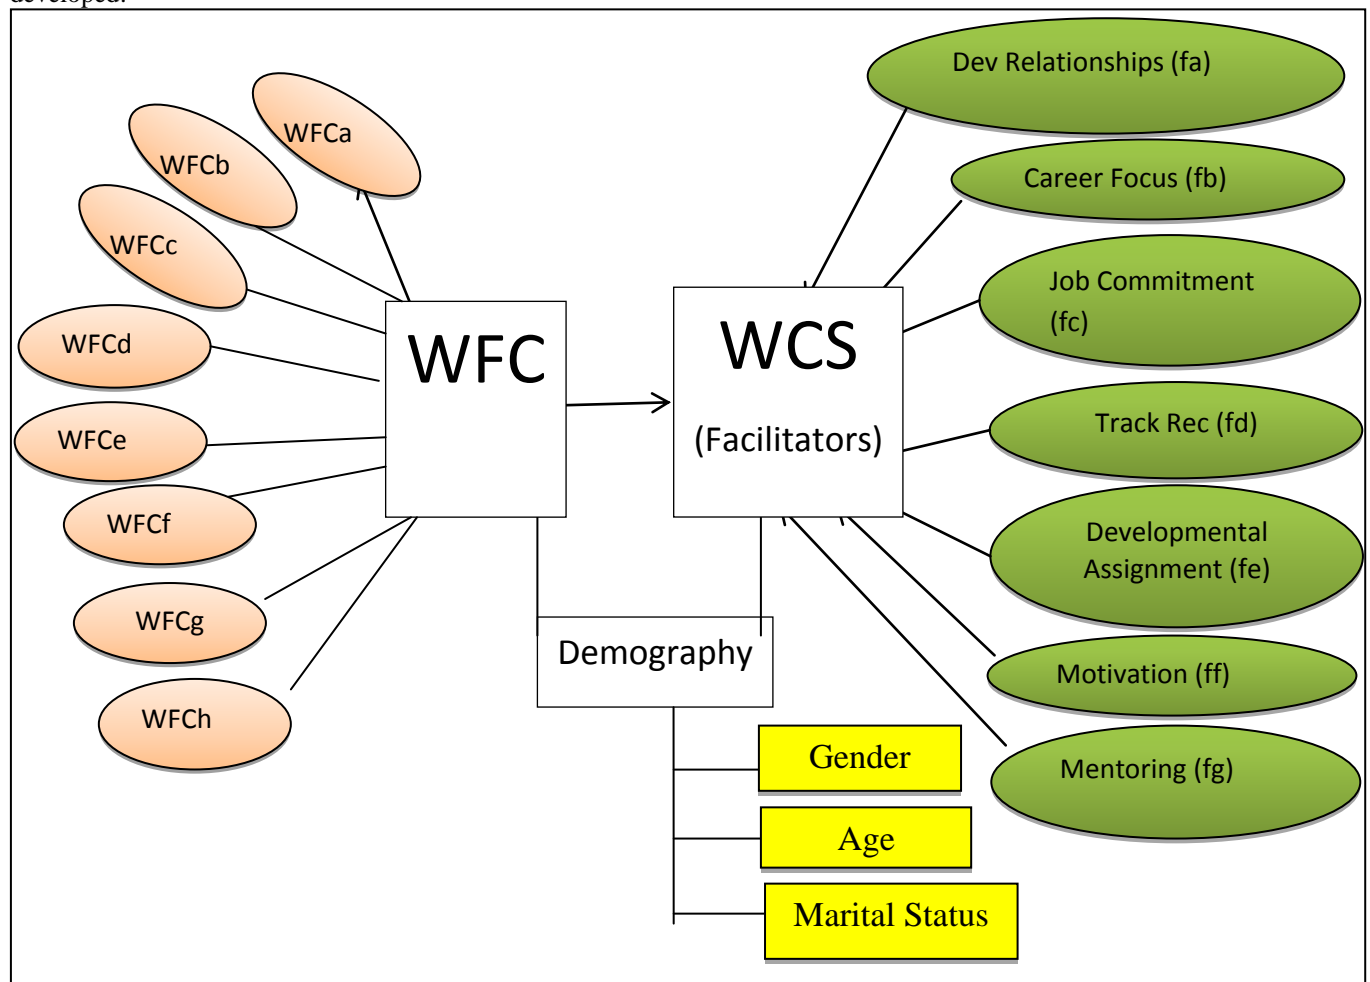 developed:
WFCa
WFCb
WFCc
WFCd
WFCe
WFCf
WFCg
WFCh
WFC
WCS
(Facilitators)
Demography
Gender
Age
Marital Status
Dev Relationships (fa)
Career Focus (fb)
Job Commitment
(fc)
Track Rec (fd)
Developmental
Assignment (fe)
Motivation (ff)
Mentoring (fg)